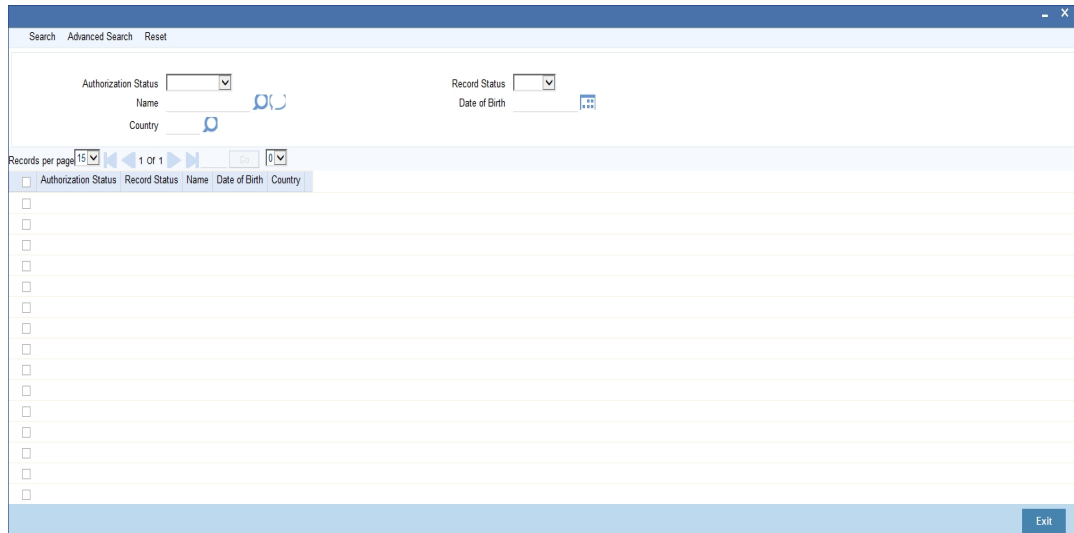 Search Advanced Search Reset
Authorization Status Record Status
Name Date of Birth
Country
Records per page 15 1 Of 1 Go 0
Authorization Status Record Status Name Date of Birth Country
Exit